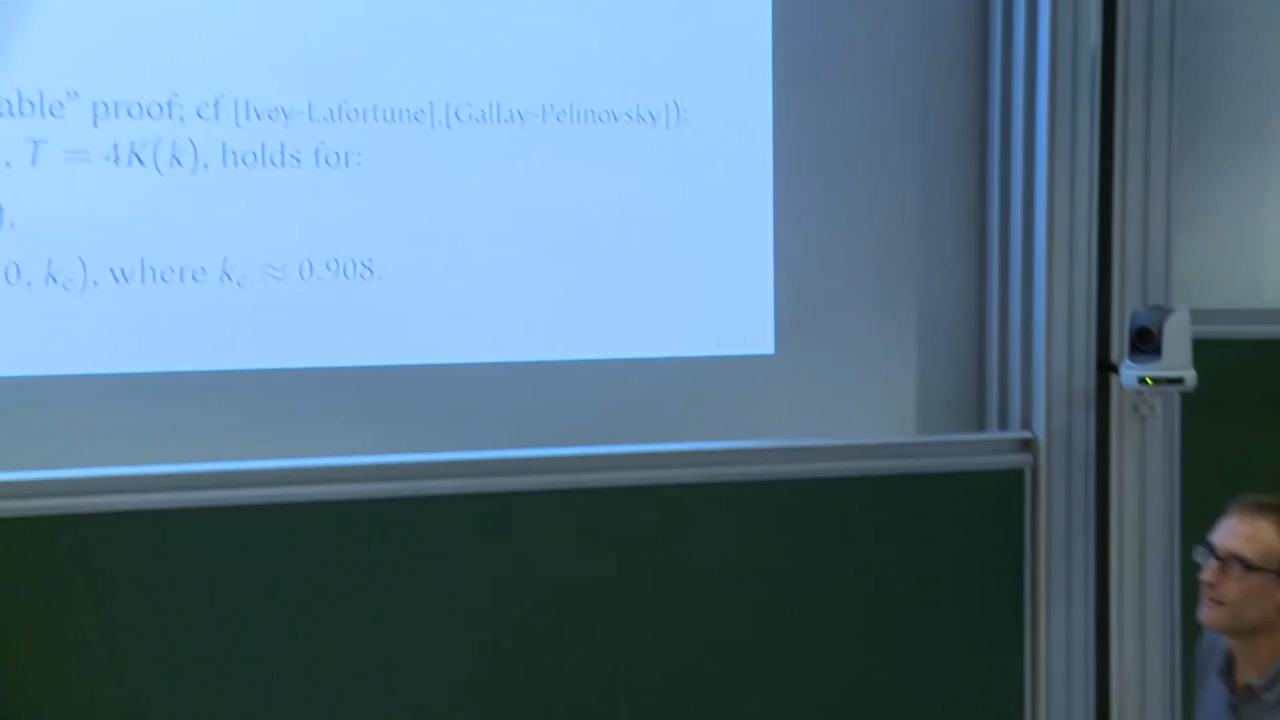 able” proof; cf [Ivey-Lafortune],[Gallay-Pelinovsky]):
, T = 4K(k), holds for:
).
0, k_c), where k_c ≈ 0.908.